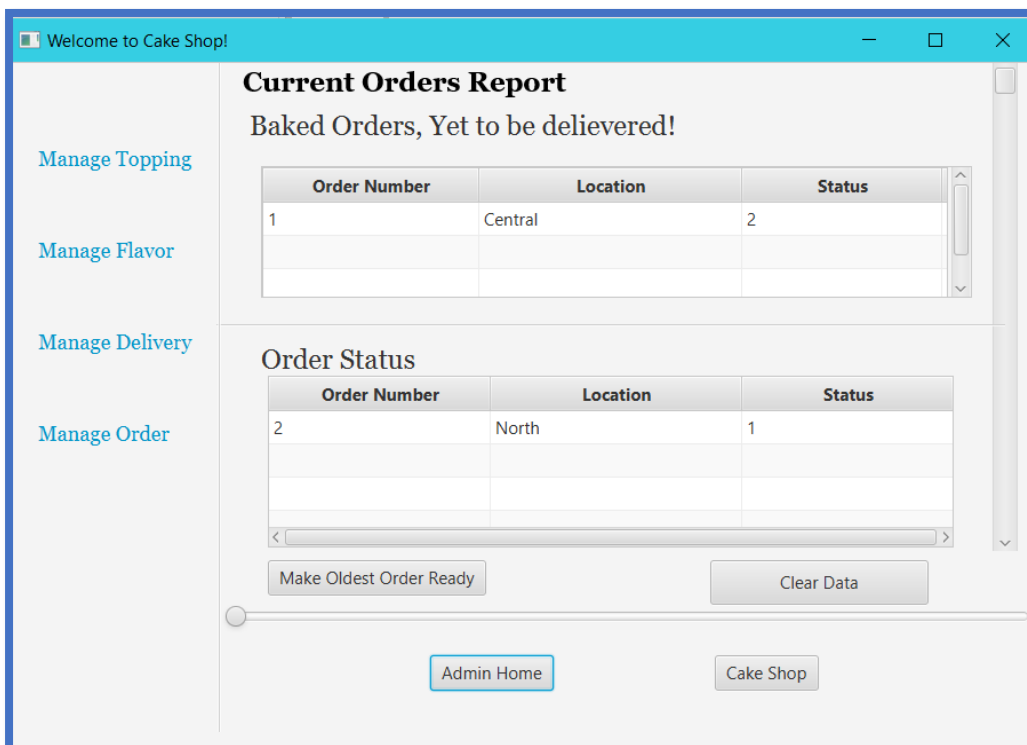 Welcome to Cake Shop!
Manage Topping
Manage Flavor
Manage Delivery
Manage Order
Current Orders Report
Baked Orders, Yet to be delievered!
Order Number Location Status
1 Central 2
Order Status
Order Number Location Status
2 North 1
Make Oldest Order Ready Clear Data
Admin Home Cake Shop